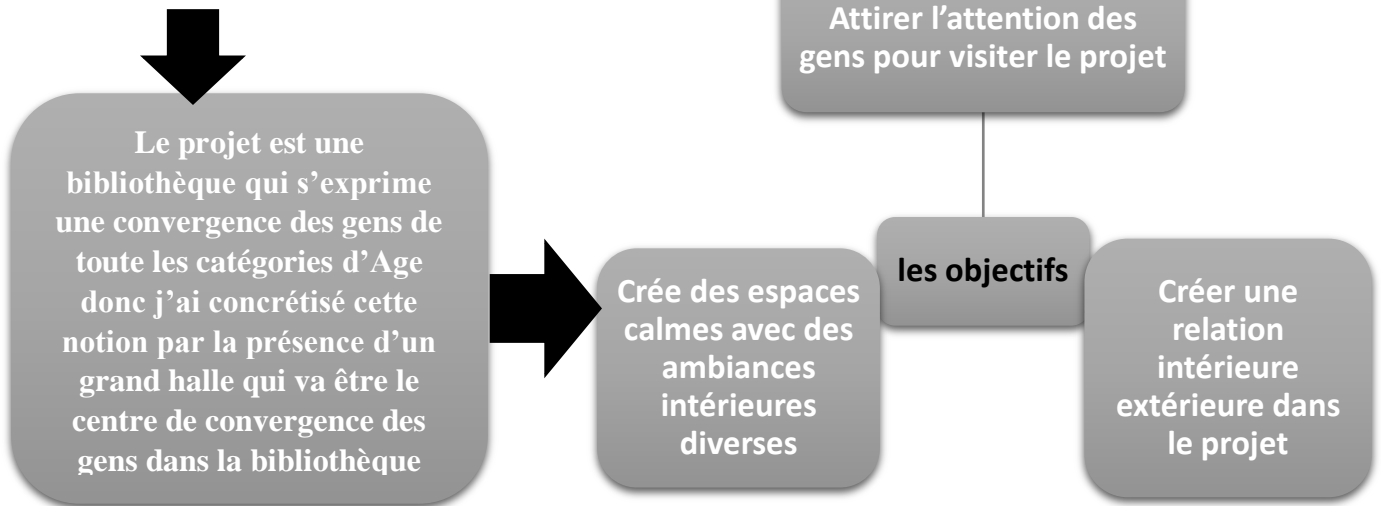 Attirer l’attention des
gens pour visiter le projet
Le projet est une
bibliothèque qui s’exprime
une convergence des gens de
toute les catégories d’Age
donc j’ai concrétisé cette
notion par la présence d’un
grand halle qui va être le
centre de convergence des
gens dans la bibliothèque
les objectifs
Crée des espaces
calmes avec des
ambiances
intérieures
diverses
Créer une
relation
intérieure
extérieure dans
le projet